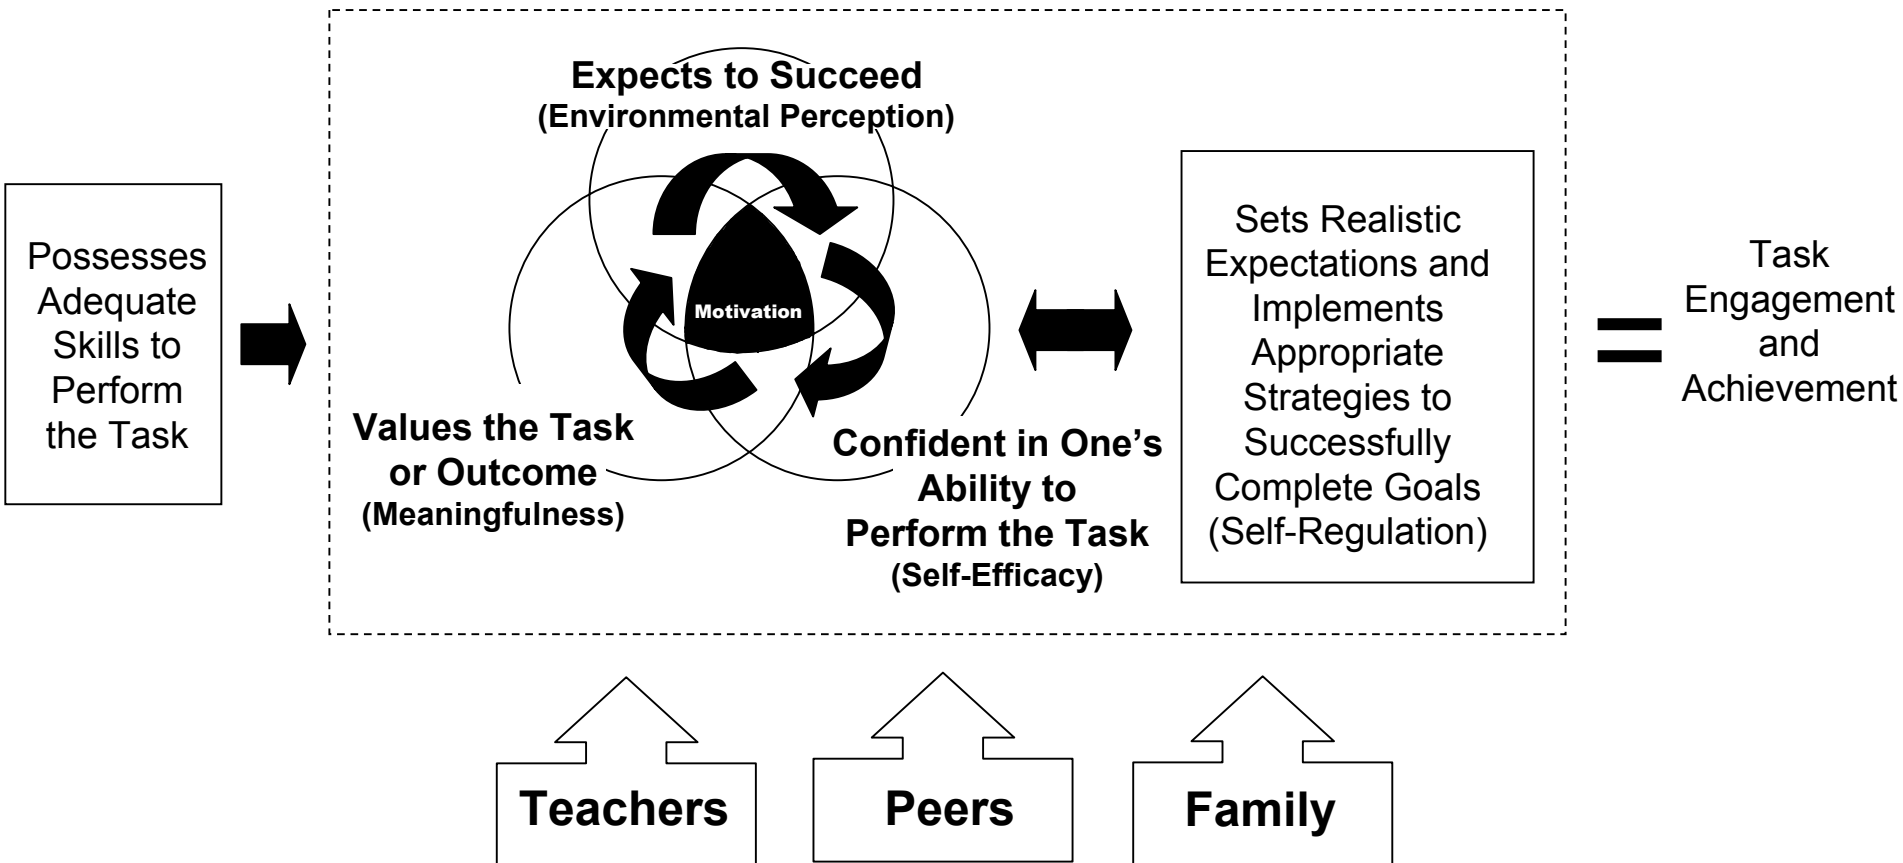 Expects to Succeed
(Environmental Perception)
Possesses
Adequate
Skills to
Perform
the Task
Motivation
Values the Task
or Outcome
(Meaningfulness)
Confident in One's
Ability to
Perform the Task
(Self-Efficacy)
Sets Realistic
Expectations and
Implements
Appropriate
Strategies to
Successfully
Complete Goals
(Self-Regulation)
Task
Engagement
and
Achievement
Teachers
Peers
Family